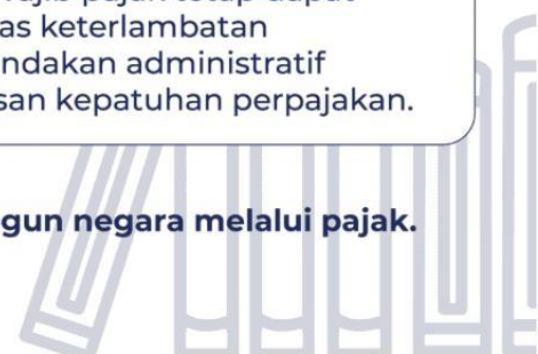 as keterlambatan
ndakan administratif
san kepatuhan perpajakan.
gun negara melalui pajak.